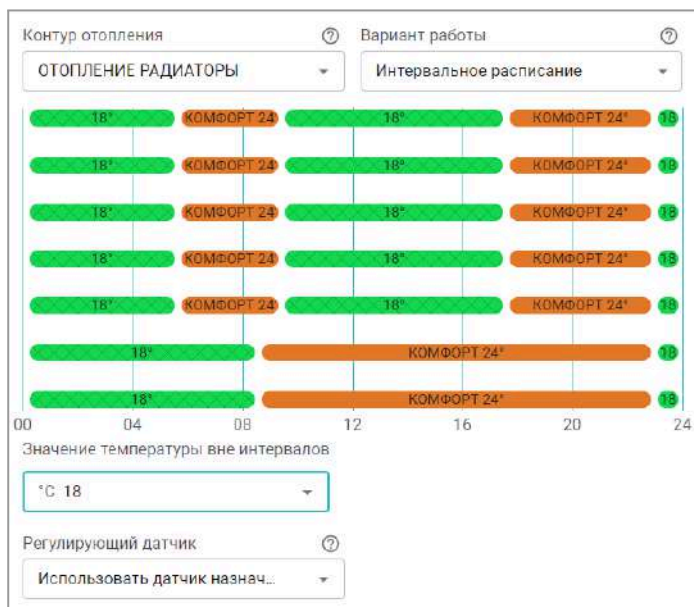 Контур отопления Вариант работы
ОТОПЛЕНИЕ РАДИАТОРЫ Интервальное расписание
18° КОМФОРТ 24 18° КОМФОРТ 24° 18
18° КОМФОРТ 24 18° КОМФОРТ 24° 18
18° КОМФОРТ 24 18° КОМФОРТ 24° 18
18° КОМФОРТ 24 18° КОМФОРТ 24° 18
18° КОМФОРТ 24 18° КОМФОРТ 24° 18
18° КОМФОРТ 24° 18
18° КОМФОРТ 24° 18
00 04 08 12 16 20 24
Значение температуры вне интервалов
°C 18
Регулирующий датчик
Использовать датчик назнач...